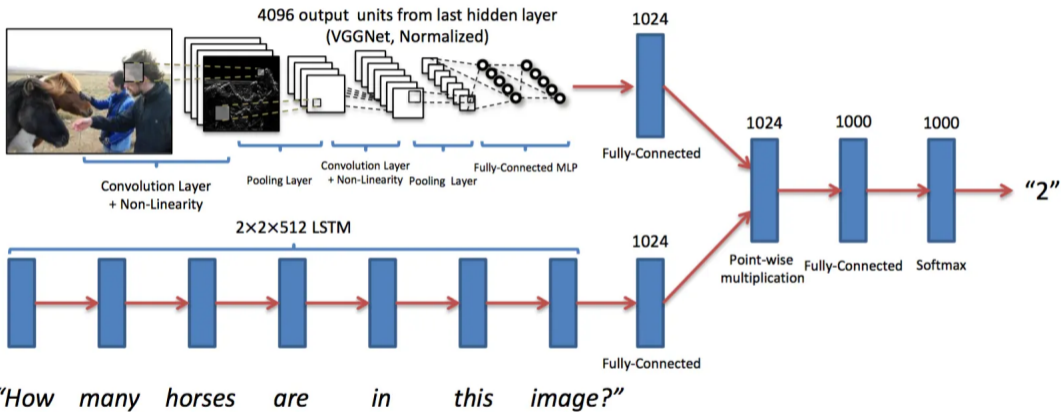 4096 output units from last hidden layer
(VGGNet, Normalized)
1024
Fully-Connected
Convolution Layer
+ Non-Linearity
Pooling Layer
Convolution Layer
+ Non-Linearity
Pooling Layer
Fully-Connected MLP
1024
1000
1000
"2"
Point-wise
multiplication
Fully-Connected
Softmax
2×2×512 LSTM
1024
Fully-Connected
"How many horses are in this image?"